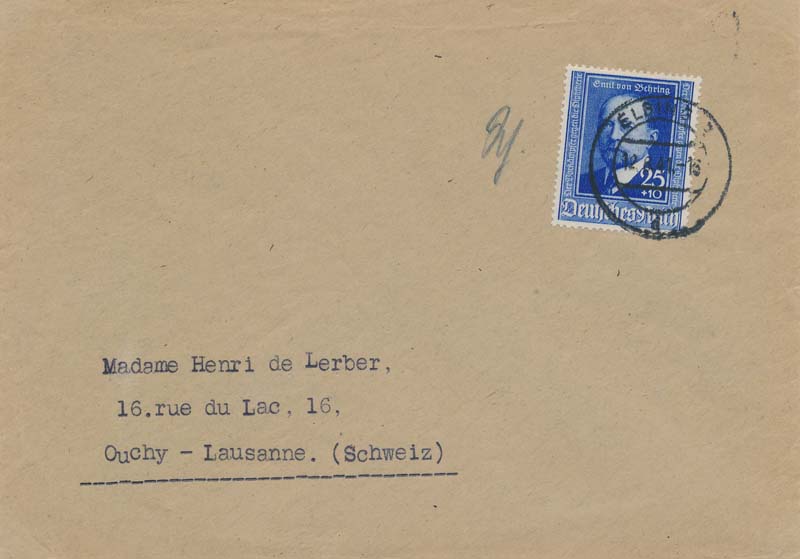 Emil von Behring
25
+10
Deutsches Reich
ELBING
Madame Henri de Lerber,
16.rue du Lac, 16,
Ouchy - Lausanne. (Schweiz)